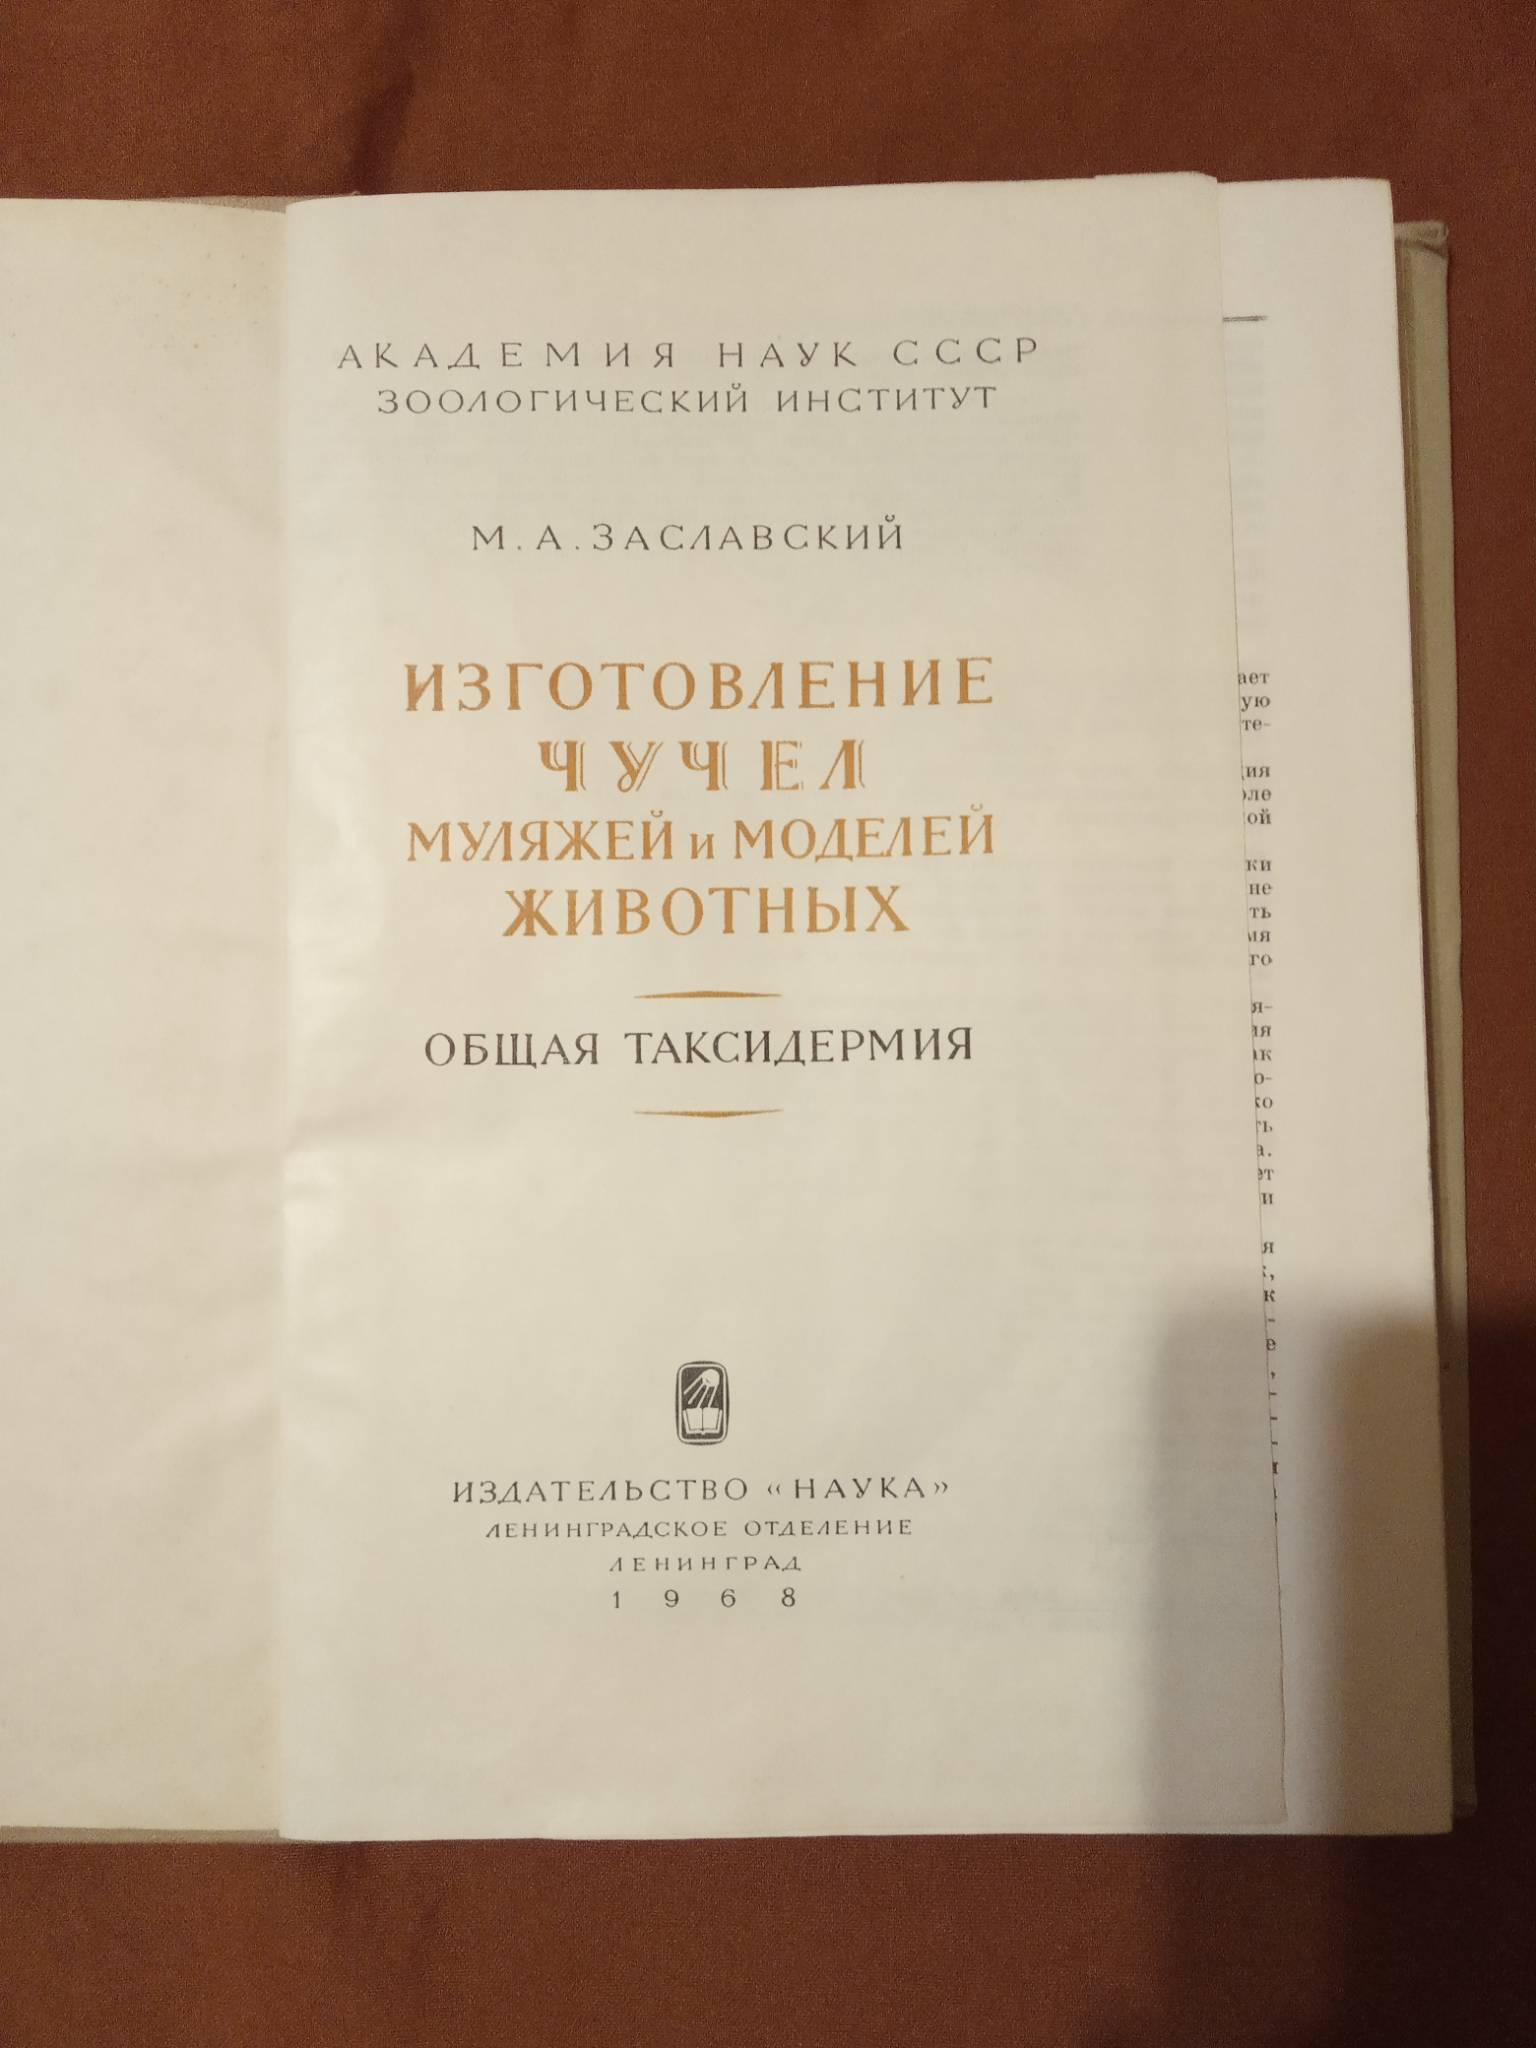 АКАДЕМИЯ НАУК СССР
ЗООЛОГИЧЕСКИЙ ИНСТИТУТ
М. А. ЗАСЛАВСКИЙ
ИЗГОТОВЛЕНИЕ
ЧУЧЕЛ
МУЛЯЖЕЙ и МОДЕЛЕЙ
ЖИВОТНЫХ
ОБЩАЯ ТАКСИДЕРМИЯ
ИЗДАТЕЛЬСТВО «НАУКА»
ЛЕНИНГРАДСКОЕ ОТДЕЛЕНИЕ
ЛЕНИНГРАД
1968